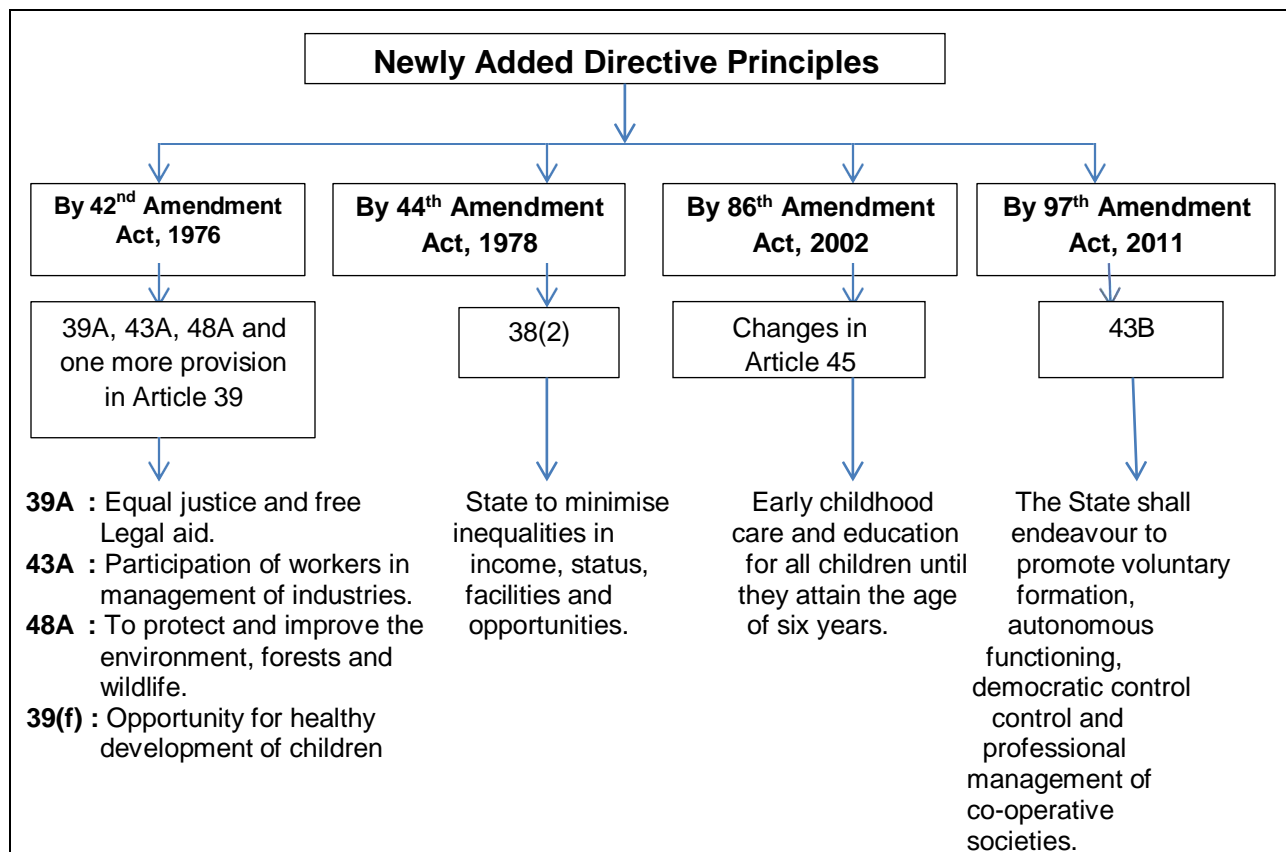 Newly Added Directive Principles
By 42nd Amendment
Act, 1976
By 44th Amendment
Act, 1978
By 86th Amendment
Act, 2002
By 97th Amendment
Act, 2011
39A, 43A, 48A and
one more provision
in Article 39
38(2)
Changes in
Article 45
43B
39A : Equal justice and free
Legal aid.
43A : Participation of workers in
management of industries.
48A : To protect and improve the
environment, forests and
wildlife.
39(f) : Opportunity for healthy
development of children
State to minimise
inequalities in
income, status,
facilities and
opportunities.
Early childhood
care and education
for all children until
they attain the age
of six years.
The State shall
endeavour to
promote voluntary
formation,
autonomous
functioning,
democratic control
control and
professional
management of
co-operative
societies.